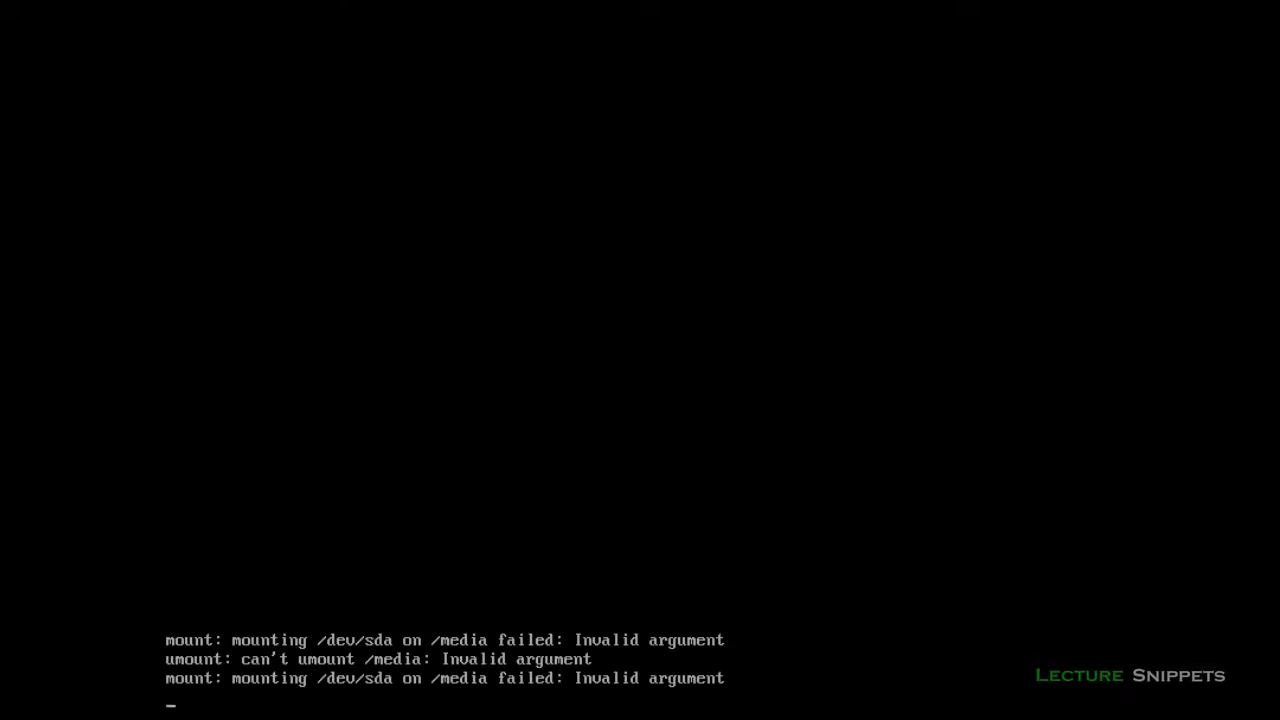 mount: mounting /dev/sda on /media failed: Invalid argument
umount: can't umount /media: Invalid argument
mount: mounting /dev/sda on /media failed: Invalid argument
_
LECTURE SNIPPETS